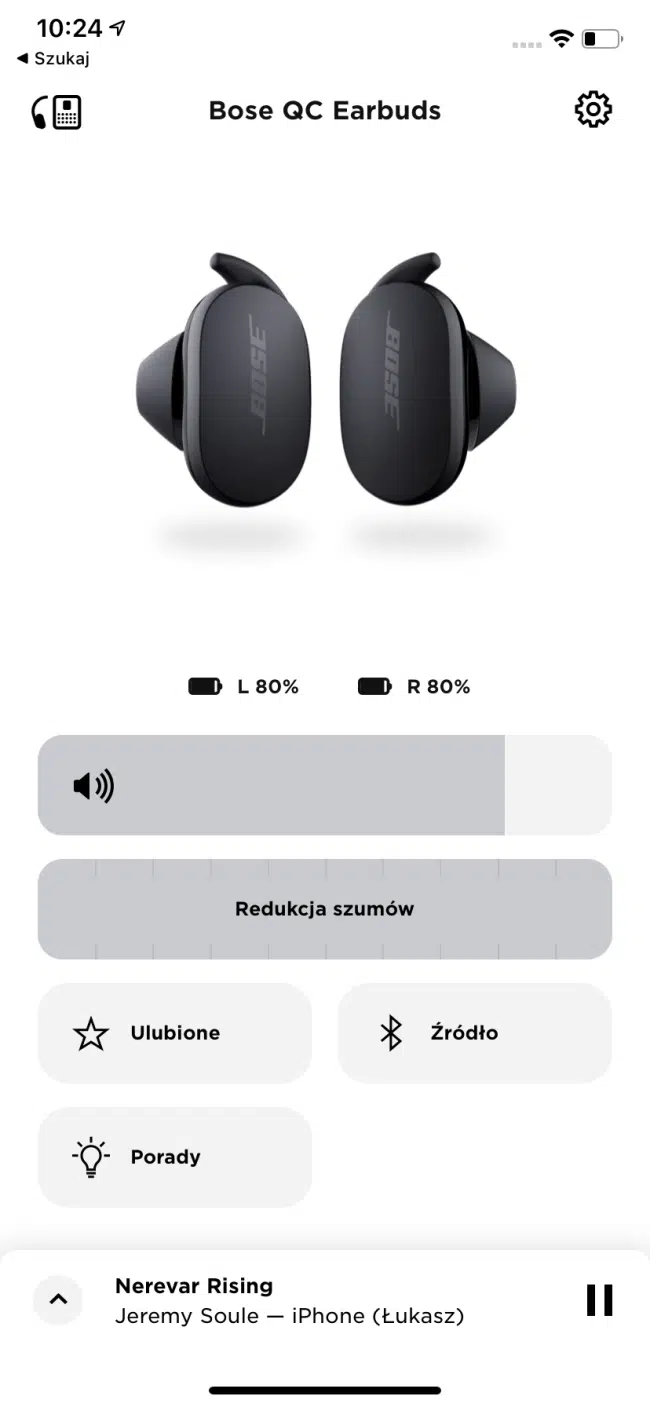 10:24
◀ Szukaj
Bose QC Earbuds
BOSE
BOSE
L 80%
R 80%
Redukcja szumów
Ulubione
Źródło
Porady
Nerevar Rising
Jeremy Soule — iPhone (Łukasz)